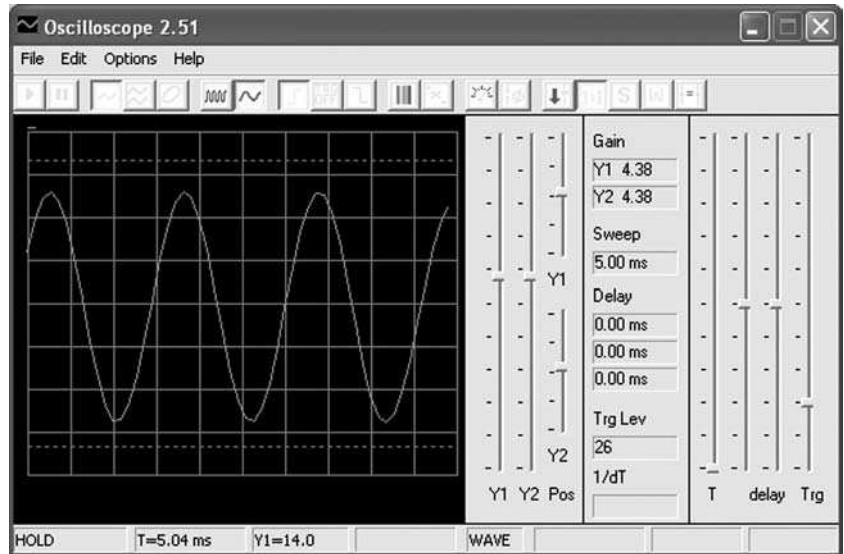 Oscilloscope 2.51
File Edit Options Help
Gain
Y1 4.38
Y2 4.38
Sweep
5.00 ms
Y1
Delay
0.00 ms
0.00 ms
0.00 ms
Trg Lev
26
Y2
1/dT
Y1 Y2 Pos
T delay Trg
HOLD T=5.04 ms Y1=14.0 WAVE